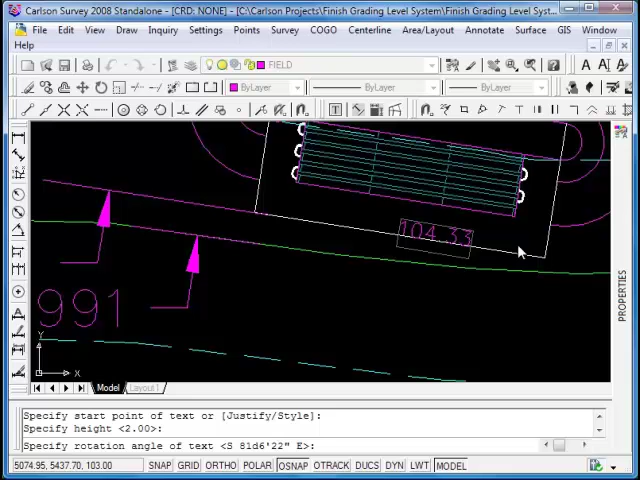 Carlson Survey 2008 Standalone - [CRD: NONE] - [C:\Carlson Projects\Finish Grading Level System\Finish Grading Level Syst...
File Edit View Draw Inquiry Settings Points Survey COGO Centerline Area/Layout Annotate Surface GIS Window
Help
FIELD
ByLayer ByLayer ByLayer
104.33
991
PROPERTIES
Y
X
Model Layout1
Specify start point of text or [Justify/Style]:
Specify height <2.00>:
Specify rotation angle of text <S 81d6'22" E>:
5074.95, 5437.70, 103.00 SNAP GRID ORTHO POLAR OSNAP OTRACK DUCS DYN LWT MODEL